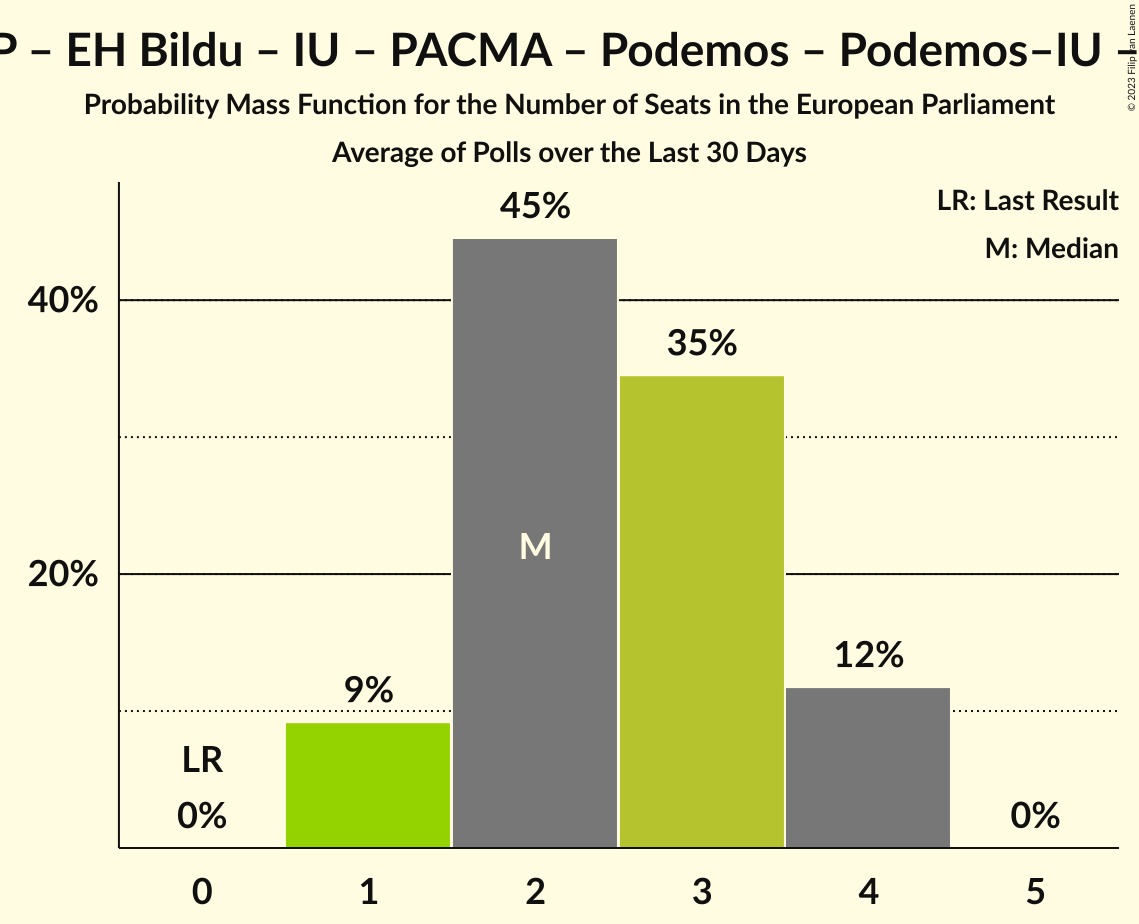 P – EH Bildu – IU – PACMA – Podemos – Podemos–IU –
Probability Mass Function for the Number of Seats in the European Parliament
Average of Polls over the Last 30 Days
© 2023 Filip van Laenen
LR: Last Result
M: Median
45%
40%
35%
M
20%
12%
9%
LR
0%
0%
0 1 2 3 4 5